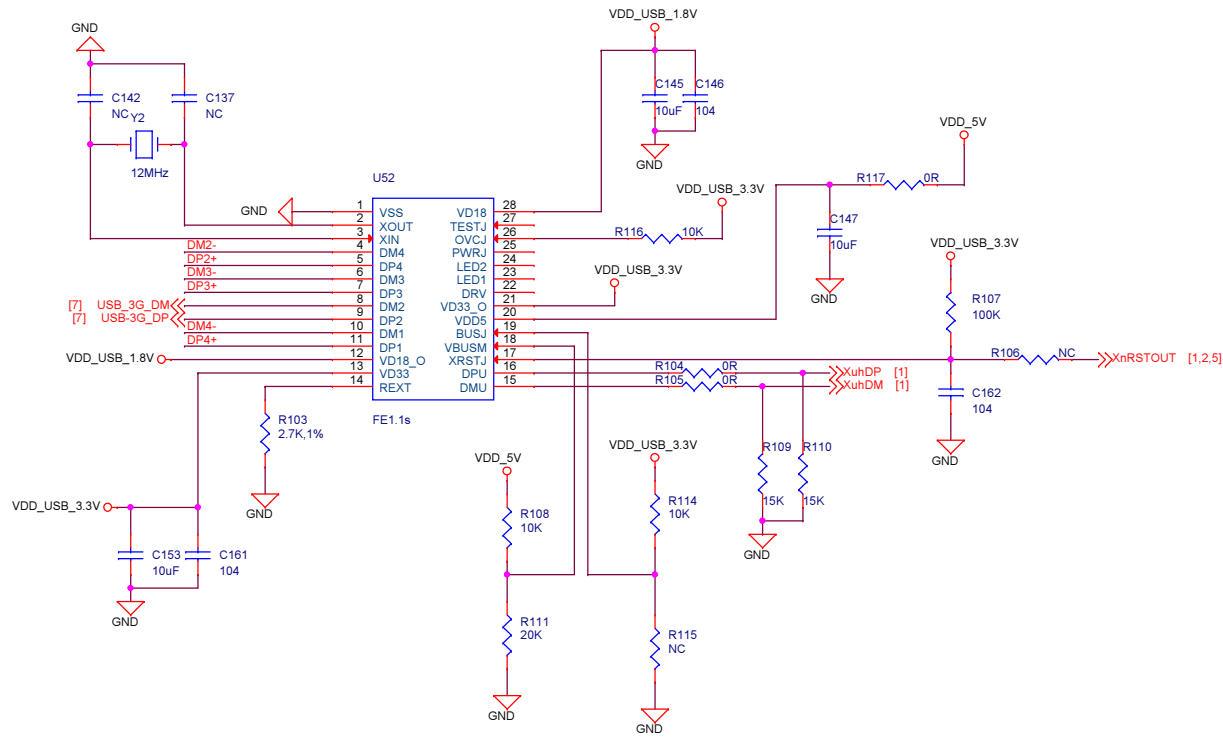 GND
C142
NC
C137
NC
Y2
12MHz
VDD_USB_1.8V
C145
10uF
C146
104
GND
VDD_5V
R117
0R
C147
10uF
GND
VDD_USB_3.3V
R116
10K
VDD_USB_3.3V
VDD_USB_3.3V
R107
100K
R106
NC
XnRSTOUT [1,2,5]
C162
104
GND
U52
GND
1 VSS VD18 28
2 XOUT TESTJ 27
3 XIN OVCJ 26
DM2- 4 DM4 PWRJ 25
DP2+ 5 DP4 LED2 24
DM3- 6 DM3 LED1 23
DP3+ 7 DP3 DRV 22
[7] USB_3G_DM 8 DM2 VD33_O 21
[7] USB-3G_DP 9 DP2 VDD5 20
DM4- 10 DM1 BUSJ 19
DP4+ 11 DP1 VBUSM 18
VDD_USB_1.8V 12 VD18_O XRSTJ 17
13 VD33 DPU 16
14 REXT DMU 15
FE1.1s
R104 0R XuhDP [1]
R105 0R XuhDM [1]
R103
2.7K,1%
GND
R109
15K
R110
15K
GND
VDD_USB_3.3V
C153
10uF
C161
104
GND
VDD_5V
R108
10K
R111
20K
GND
VDD_USB_3.3V
R114
10K
R115
NC
GND